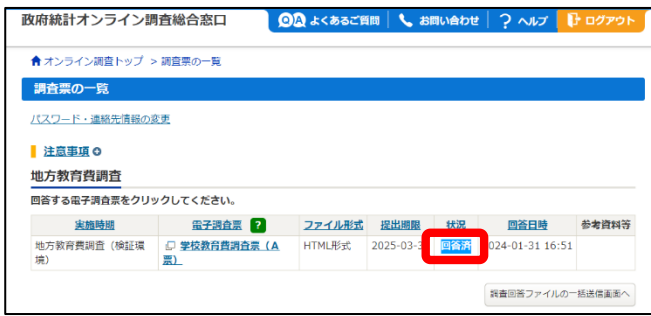 政府統計オンライン調査総合窓口
QA よくあるご質問
お問い合わせ
? ヘルプ
ログアウト
オンライン調査トップ > 調査票の一覧
調査票の一覧
パスワード・連絡先情報の変更
注意事項
地方教育費調査
回答する電子調査票をクリックしてください。
実施時期 電子調査票 ? ファイル形式 提出期限 状況 回答日時 参考資料等
地方教育費調査（検証環 学校教育費調査票（A HTML形式 2025-03-3 回答済 024-01-31 16:51
境） 票）
調査回答ファイルの一括送信画面へ